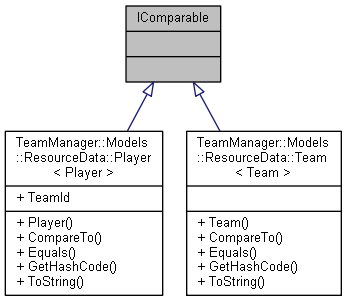 IComparable
TeamManager::Models
::ResourceData::Player
< Player >
+ TeamId
+ Player()
+ CompareTo()
+ Equals()
+ GetHashCode()
+ ToString()
TeamManager::Models
::ResourceData::Team
< Team >
+ Team()
+ CompareTo()
+ Equals()
+ GetHashCode()
+ ToString()